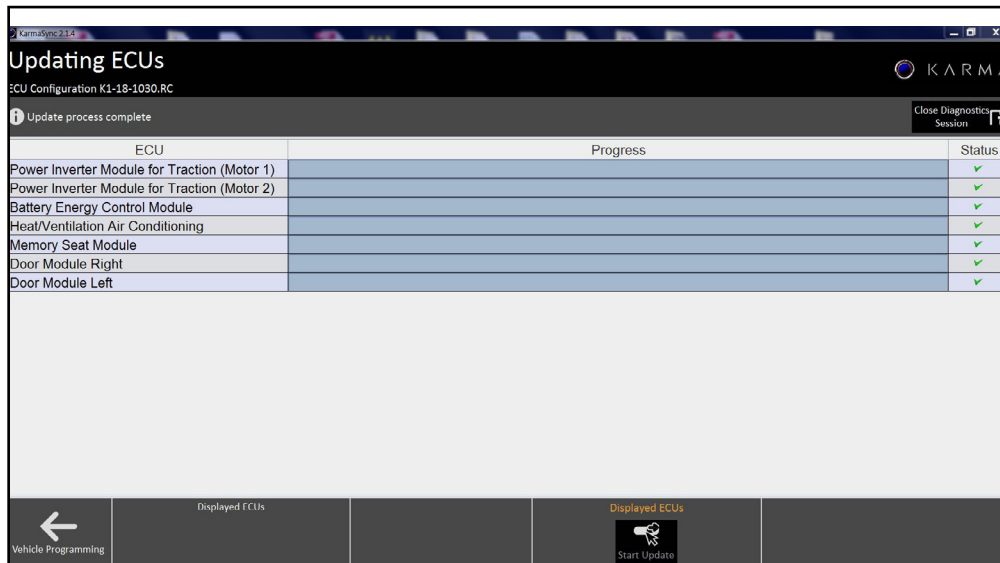 KarmaSync 2.1.4
Updating ECUs
ECU Configuration K1-18-1030.RC
KARMA
Update process complete
Close Diagnostics
Session
ECU Progress Status
Power Inverter Module for Traction (Motor 1)
Power Inverter Module for Traction (Motor 2)
Battery Energy Control Module
Heat/Ventilation Air Conditioning
Memory Seat Module
Door Module Right
Door Module Left
Displayed ECUs
Displayed ECUs
Vehicle Programming
Start Update